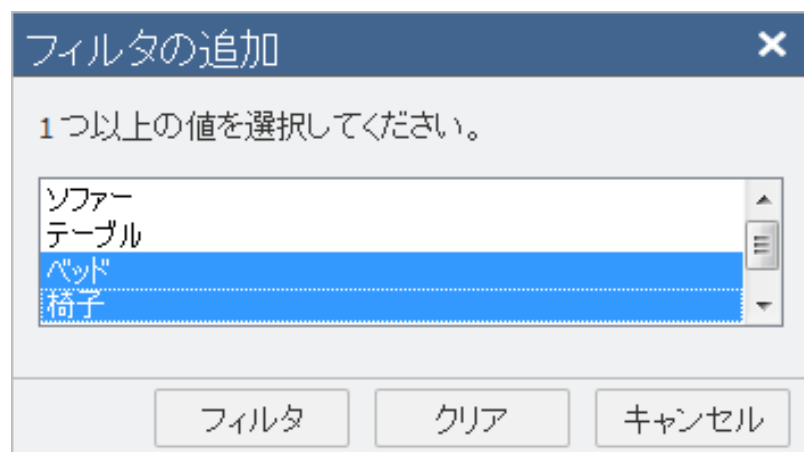 フィルタの追加
1つ以上の値を選択してください。
ソファー
テーブル
ベッド
椅子
フィルタ クリア キャンセル